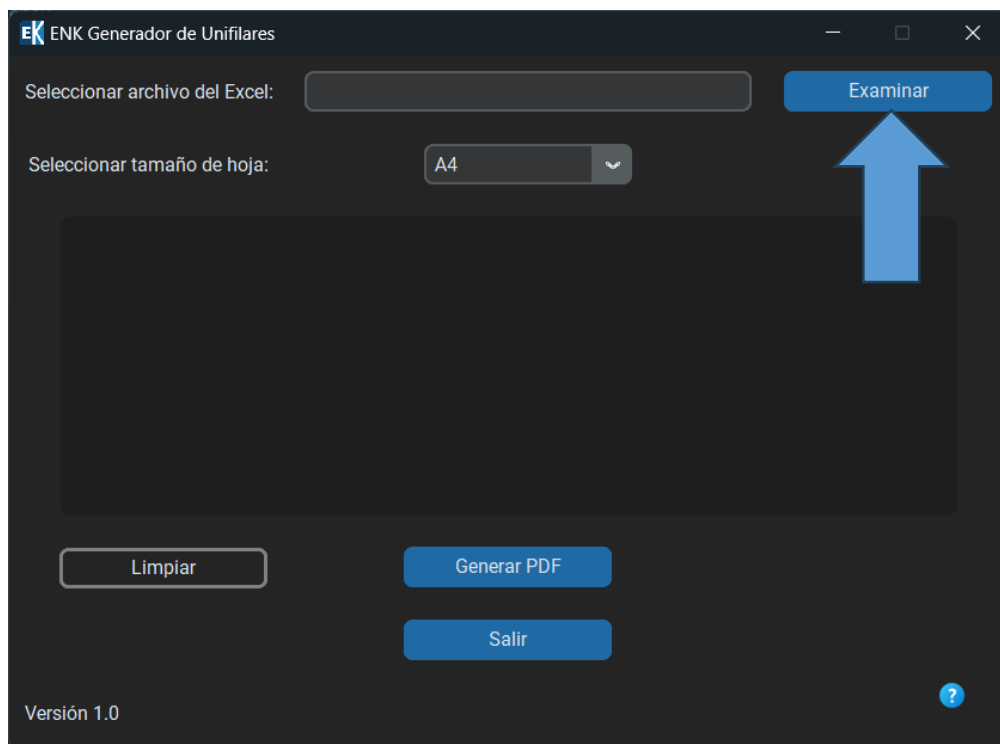 EK ENK Generador de Unifilares
Seleccionar archivo del Excel:
Examinar
Seleccionar tamaño de hoja:
A4
Limpiar
Generar PDF
Salir
?
Versión 1.0